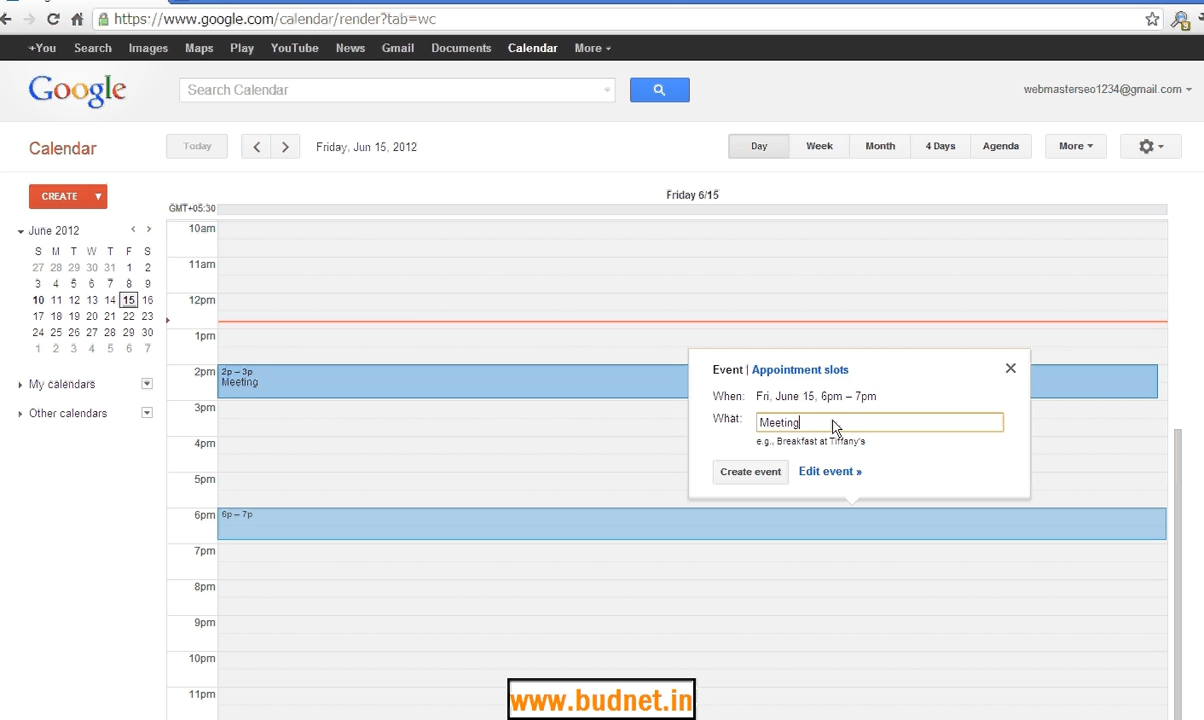 https://www.google.com/calendar/render?tab=wc
+You Search Images Maps Play YouTube News Gmail Documents Calendar More
Google
Search Calendar
webmasterseo1234@gmail.com
Calendar
Today
Friday, Jun 15, 2012
Day Week Month 4 Days Agenda More
CREATE
Friday 6/15
GMT+05:30
June 2012
S M T W T F S
27 28 29 30 31 1 2
3 4 5 6 7 8 9
10 11 12 13 14 15 16
17 18 19 20 21 22 23
24 25 26 27 28 29 30
1 2 3 4 5 6 7
My calendars
Other calendars
10am
11am
12pm
1pm
2pm
2p – 3p
Meeting
3pm
4pm
5pm
6pm
6p – 7p
7pm
8pm
9pm
10pm
11pm
Event | Appointment slots
When: Fri, June 15, 6pm – 7pm
What: Meeting
e.g., Breakfast at Tiffany's
Create event Edit event »
www.budnet.in